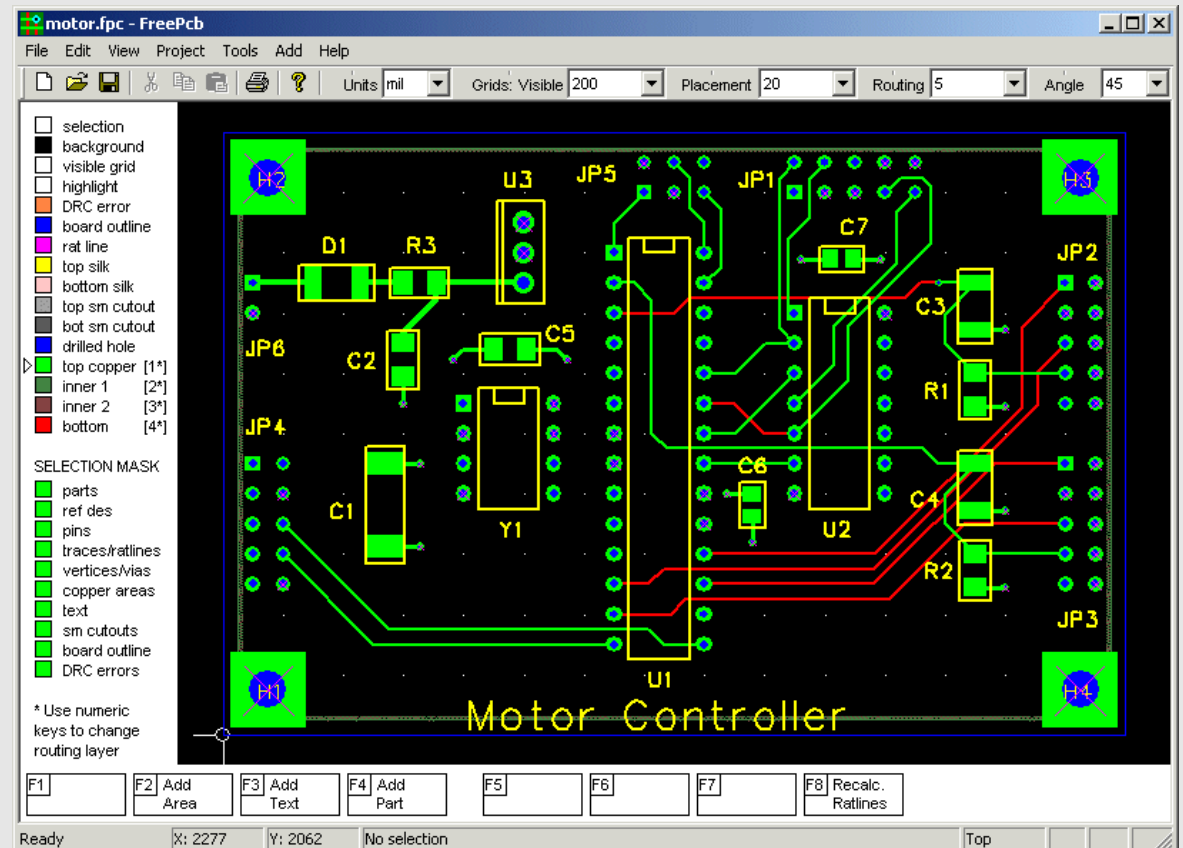 motor.fpc - FreePcb
File Edit View Project Tools Add Help
Units mil Grids: Visible 200 Placement 20 Routing 5 Angle 45
selection
background
visible grid
highlight
DRC error
board outline
rat line
top silk
bottom silk
top sm cutout
bot sm cutout
drilled hole
top copper [1*]
inner 1 [2*]
inner 2 [3*]
bottom [4*]
SELECTION MASK
parts
ref des
pins
traces/ratlines
vertices/vias
copper areas
text
sm cutouts
board outline
DRC errors
* Use numeric
keys to change
routing layer
H2 U3 JP5 JP1 H3
C7
D1 R3 JP2
C3
JP6 C2 C5
R1
JP4
C6
C1 Y1 U2 C4
R2
JP3
H1 U1 H4
Motor Controller
F1 F2 Add Area F3 Add Text F4 Add Part F5 F6 F7 F8 Recalc. Ratlines
Ready X: 2277 Y: 2062 No selection Top